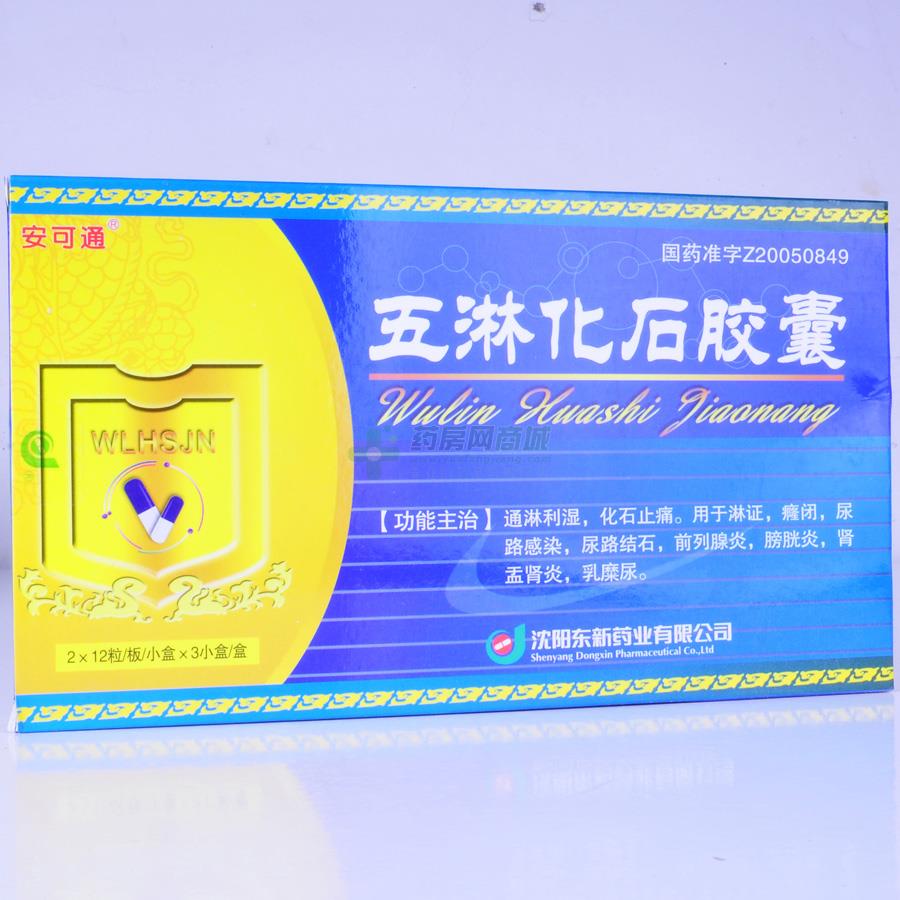 安可通®
国药准字Z20050849
五淋化石胶囊
Wulin Huashi Jiaonang
WLHSJN
药房网商城
www.yaofangwang.com
【功能主治】通淋利湿，化石止痛。用于淋证，癃闭，尿
路感染，尿路结石，前列腺炎，膀胱炎，肾
盂肾炎，乳糜尿。
2×12粒/板/小盒×3小盒/盒
沈阳东新药业有限公司
Shenyang Dongxin Pharmaceutical Co.,Ltd